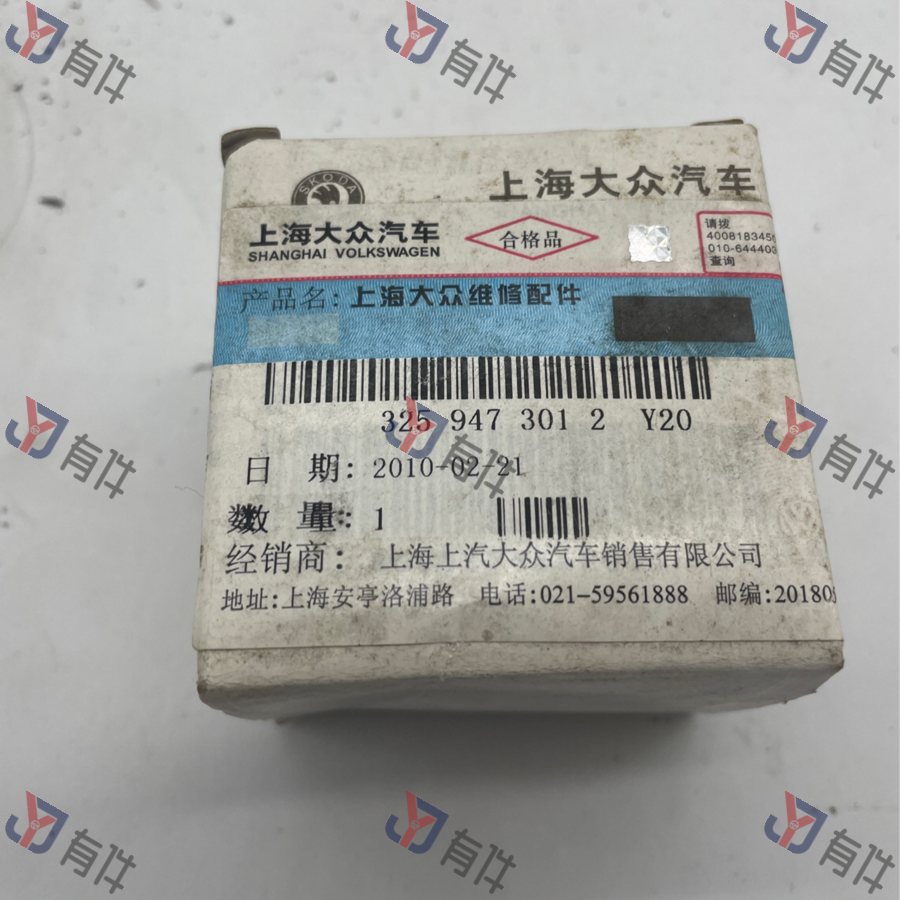 有件 有件 有件
SKODA
上海大众汽车
上海大众汽车
SHANGHAI VOLKSWAGEN
合格品
请拨
4008183456
010-644403
查询
产品名: 上海大众维修配件
325 947 301 2 Y20
有件 有件 有件
日 期: 2010-02-21
数 量: 1
经销商: 上海上汽大众汽车销售有限公司
地址:上海安亭洛浦路 电话:021-59561888 邮编:20180
有件 有件 有件